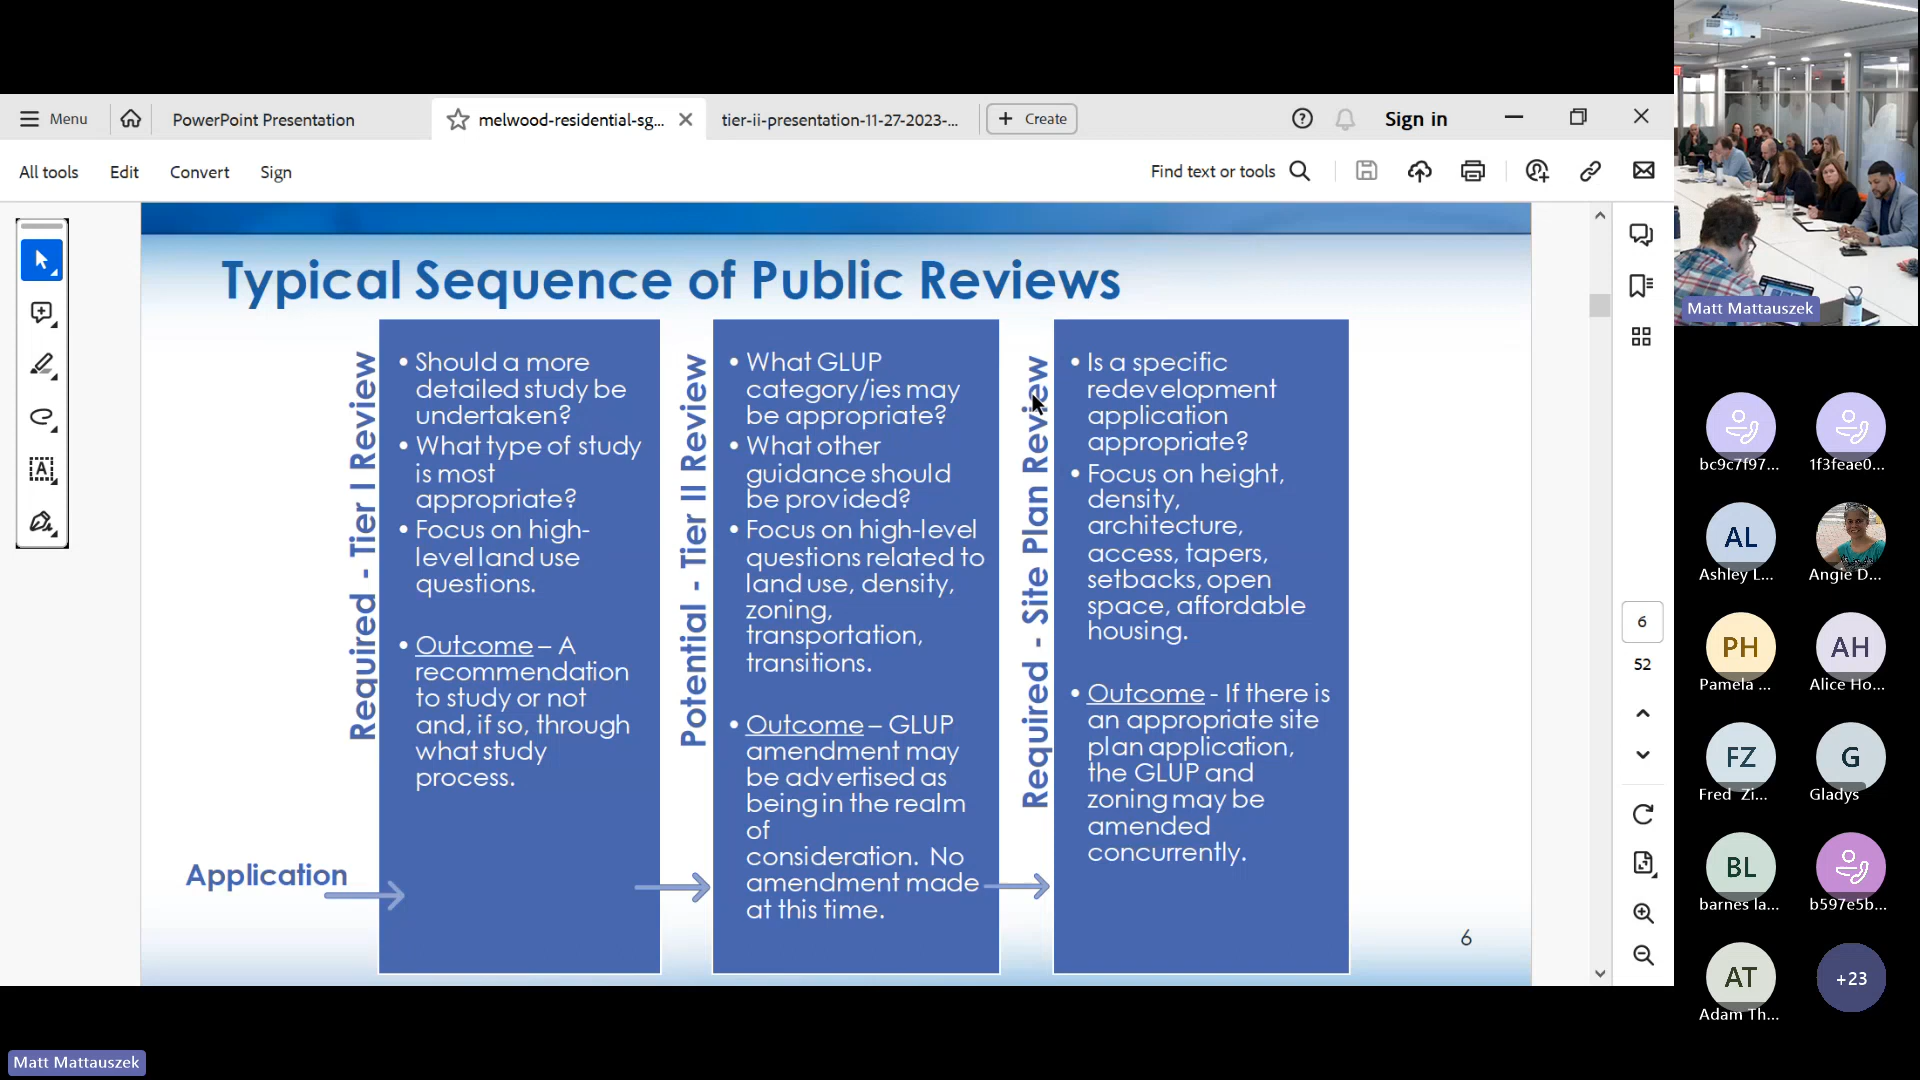 Menu
PowerPoint Presentation
melwood-residential-sg...
tier-ii-presentation-11-27-2023-...
Create
Sign in
All tools
Edit
Convert
Sign
Find text or tools
Typical Sequence of Public Reviews
Required - Tier I Review
• Should a more
detailed study be
undertaken?
• What type of study
is most
appropriate?
• Focus on high-
level land use
questions.
• Outcome – A
recommendation
to study or not
and, if so, through
what study
process.
Potential - Tier II Review
• What GLUP
category/ies may
be appropriate?
• What other
guidance should
be provided?
• Focus on high-level
questions related to
land use, density,
zoning,
transportation,
transitions.
• Outcome – GLUP
amendment may
be advertised as
being in the realm
of
consideration. No
amendment made
at this time.
Required - Site Plan Review
• Is a specific
redevelopment
application
appropriate?
• Focus on height,
density,
architecture,
access, tapers,
setbacks, open
space, affordable
housing.
• Outcome - If there is
an appropriate site
plan application,
the GLUP and
zoning may be
amended
concurrently.
Application
6
6
52
Matt Mattauszek
bc9c7f97...
1f3feae0...
AL
Ashley L...
Angie D...
PH
Pamela ...
AH
Alice Ho...
FZ
Fred Zi...
G
Gladys
BL
barnes la...
b597e5b...
AT
Adam Th...
+23
Matt Mattauszek